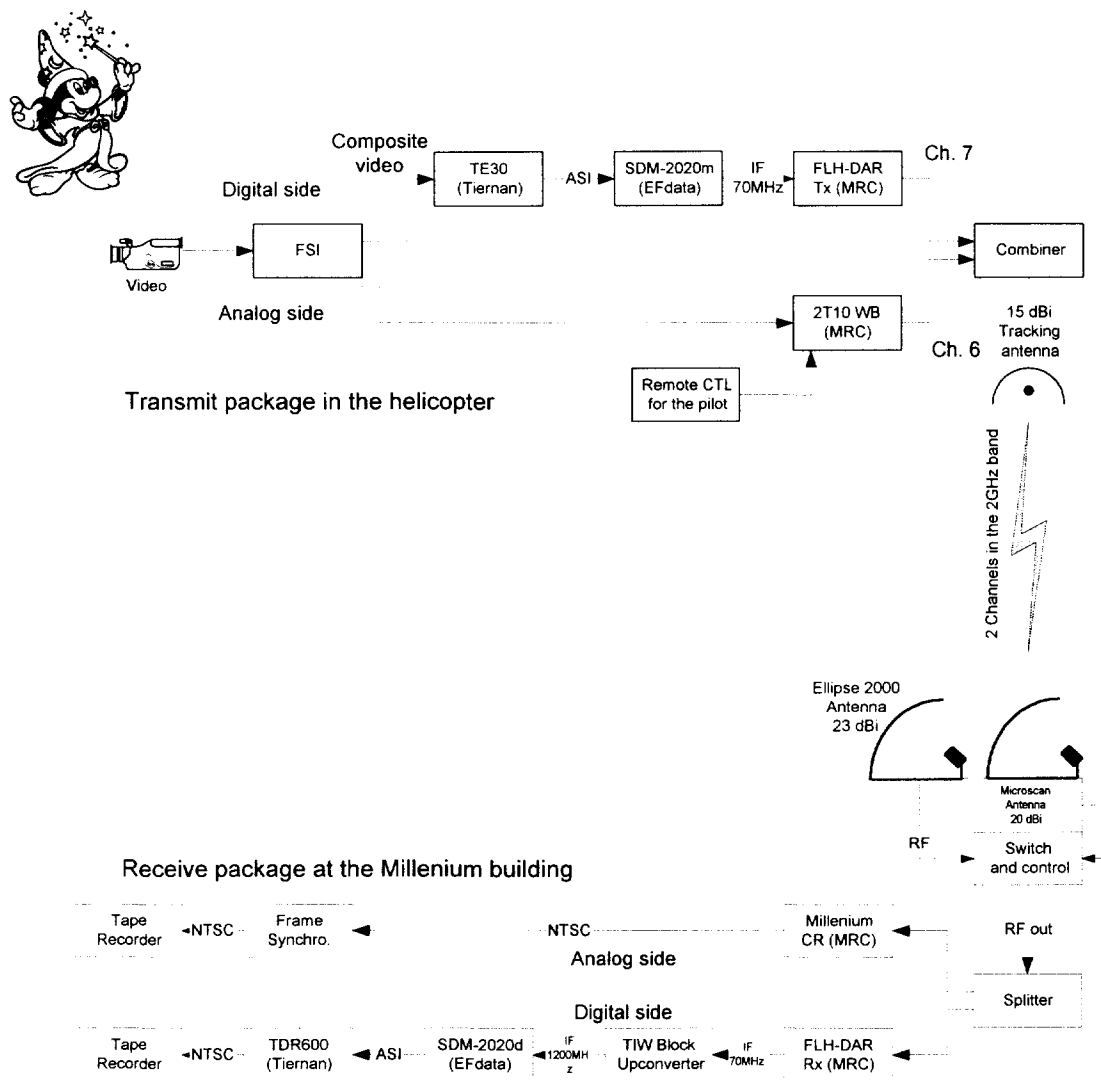 Composite
video
TE30
(Tiernan)
ASI
SDM-2020m
(EFdata)
IF
70MHz
FLH-DAR
Tx (MRC)
Ch. 7
Digital side
Video
FSI
Combiner
Analog side
2T10 WB
(MRC)
Ch. 6
15 dBi
Tracking
antenna
Remote CTL
for the pilot
Transmit package in the helicopter
2 Channels in the 2GHz band
Ellipse 2000
Antenna
23 dBi
Microscan
Antenna
20 dBi
RF
Switch
and control
Receive package at the Millenium building
Tape
Recorder
NTSC
Frame
Synchro.
NTSC
Millenium
CR (MRC)
RF out
Analog side
Splitter
Digital side
Tape
Recorder
NTSC
TDR600
(Tiernan)
ASI
SDM-2020d
(EFdata)
IF
1200MH
z
TIW Block
Upconverter
IF
70MHz
FLH-DAR
Rx (MRC)